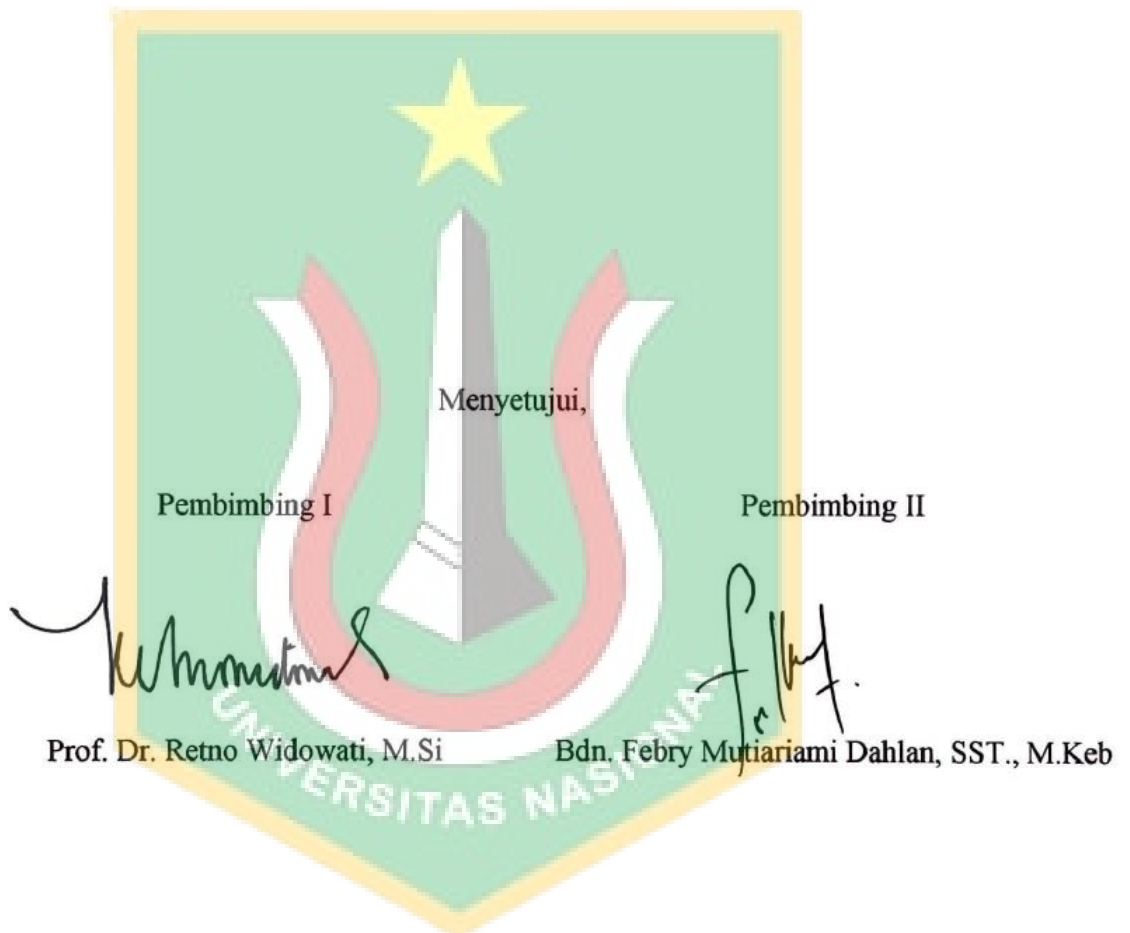 Menyetujui,
Pembimbing I Pembimbing II
Prof. Dr. Retno Widowati, M.Si Bdn. Febry Mutiariami Dahlan, SST., M.Keb
UNIVERSITAS NASIONAL